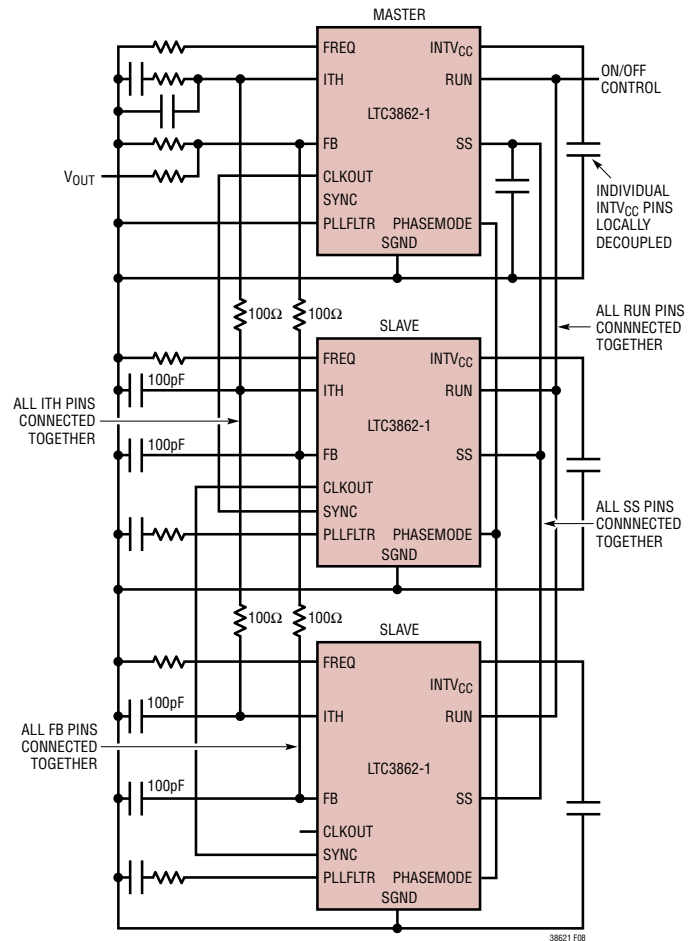 MASTER
FREQ
INTVCC
ITH
RUN
ON/OFF
CONTROL
LTC3862-1
FB
SS
VOUT
CLKOUT
INDIVIDUAL
INTVCC PINS
LOCALLY
DECOUPLED
SYNC
PLLFLTR
PHASEMODE
SGND
100Ω
100Ω
ALL RUN PINS
CONNNECTED
TOGETHER
SLAVE
FREQ
INTVCC
100pF
ITH
RUN
ALL ITH PINS
CONNECTED
TOGETHER
LTC3862-1
100pF
FB
SS
CLKOUT
SYNC
ALL SS PINS
CONNNECTED
TOGETHER
PLLFLTR
PHASEMODE
SGND
100Ω
100Ω
SLAVE
FREQ
INTVCC
100pF
ITH
RUN
ALL FB PINS
CONNECTED
TOGETHER
LTC3862-1
100pF
FB
SS
CLKOUT
SYNC
PLLFLTR
PHASEMODE
SGND
38621 F08